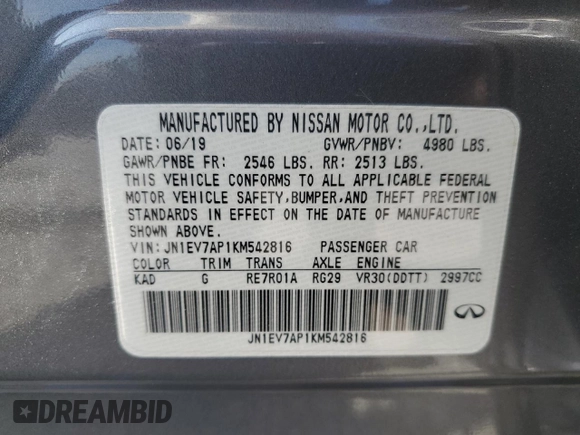 MANUFACTURED BY NISSAN MOTOR CO.,LTD.
DATE: 06/19 GVWR/PNBV: 4980 LBS.
GAWR/PNBE FR: 2546 LBS. RR: 2513 LBS.
THIS VEHICLE CONFORMS TO ALL APPLICABLE FEDERAL
MOTOR VEHICLE SAFETY,BUMPER,AND THEFT PREVENTION
STANDARDS IN EFFECT ON THE DATE OF MANUFACTURE
SHOWN ABOVE.
VIN: JN1EV7AP1KM542816 PASSENGER CAR
COLOR TRIM TRANS AXLE ENGINE
KAD G RE7R01A RG29 VR30(DDTT) 2997CC
JN1EV7AP1KM542816
DREAMBID